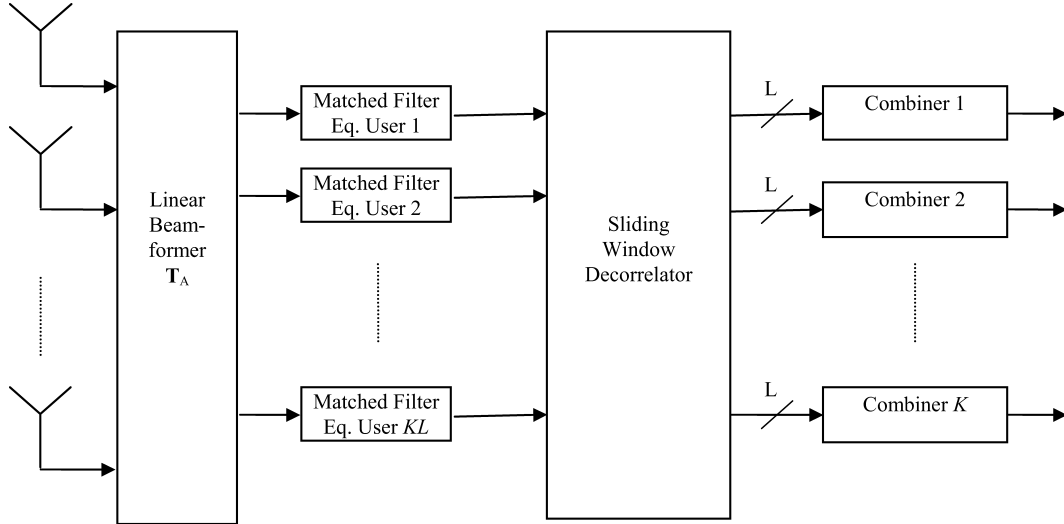 L
L
L
Matched Filter
Eq. User 1
Combiner 1
Matched Filter
Eq. User 2
Combiner 2
Linear
Beam-
former
T_A
Sliding
Window
Decorrelator
Matched Filter
Eq. User KL
Combiner K